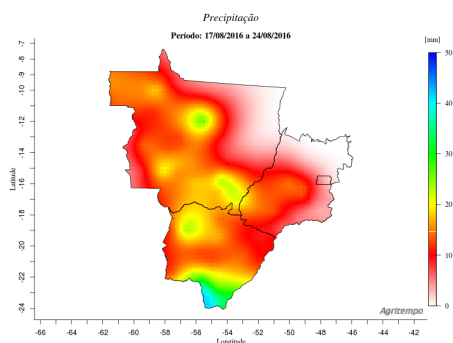 Precipitação
Período: 17/08/2016 a 24/08/2016
[mm]
-7
-8
-9
-10
-12
-14
-16
-18
-20
-22
-24
Latitude
50
40
30
20
10
0
Agritempo
-66 -64 -62 -60 -58 -56 -54 -52 -50 -48 -46 -44 -42
Longitude